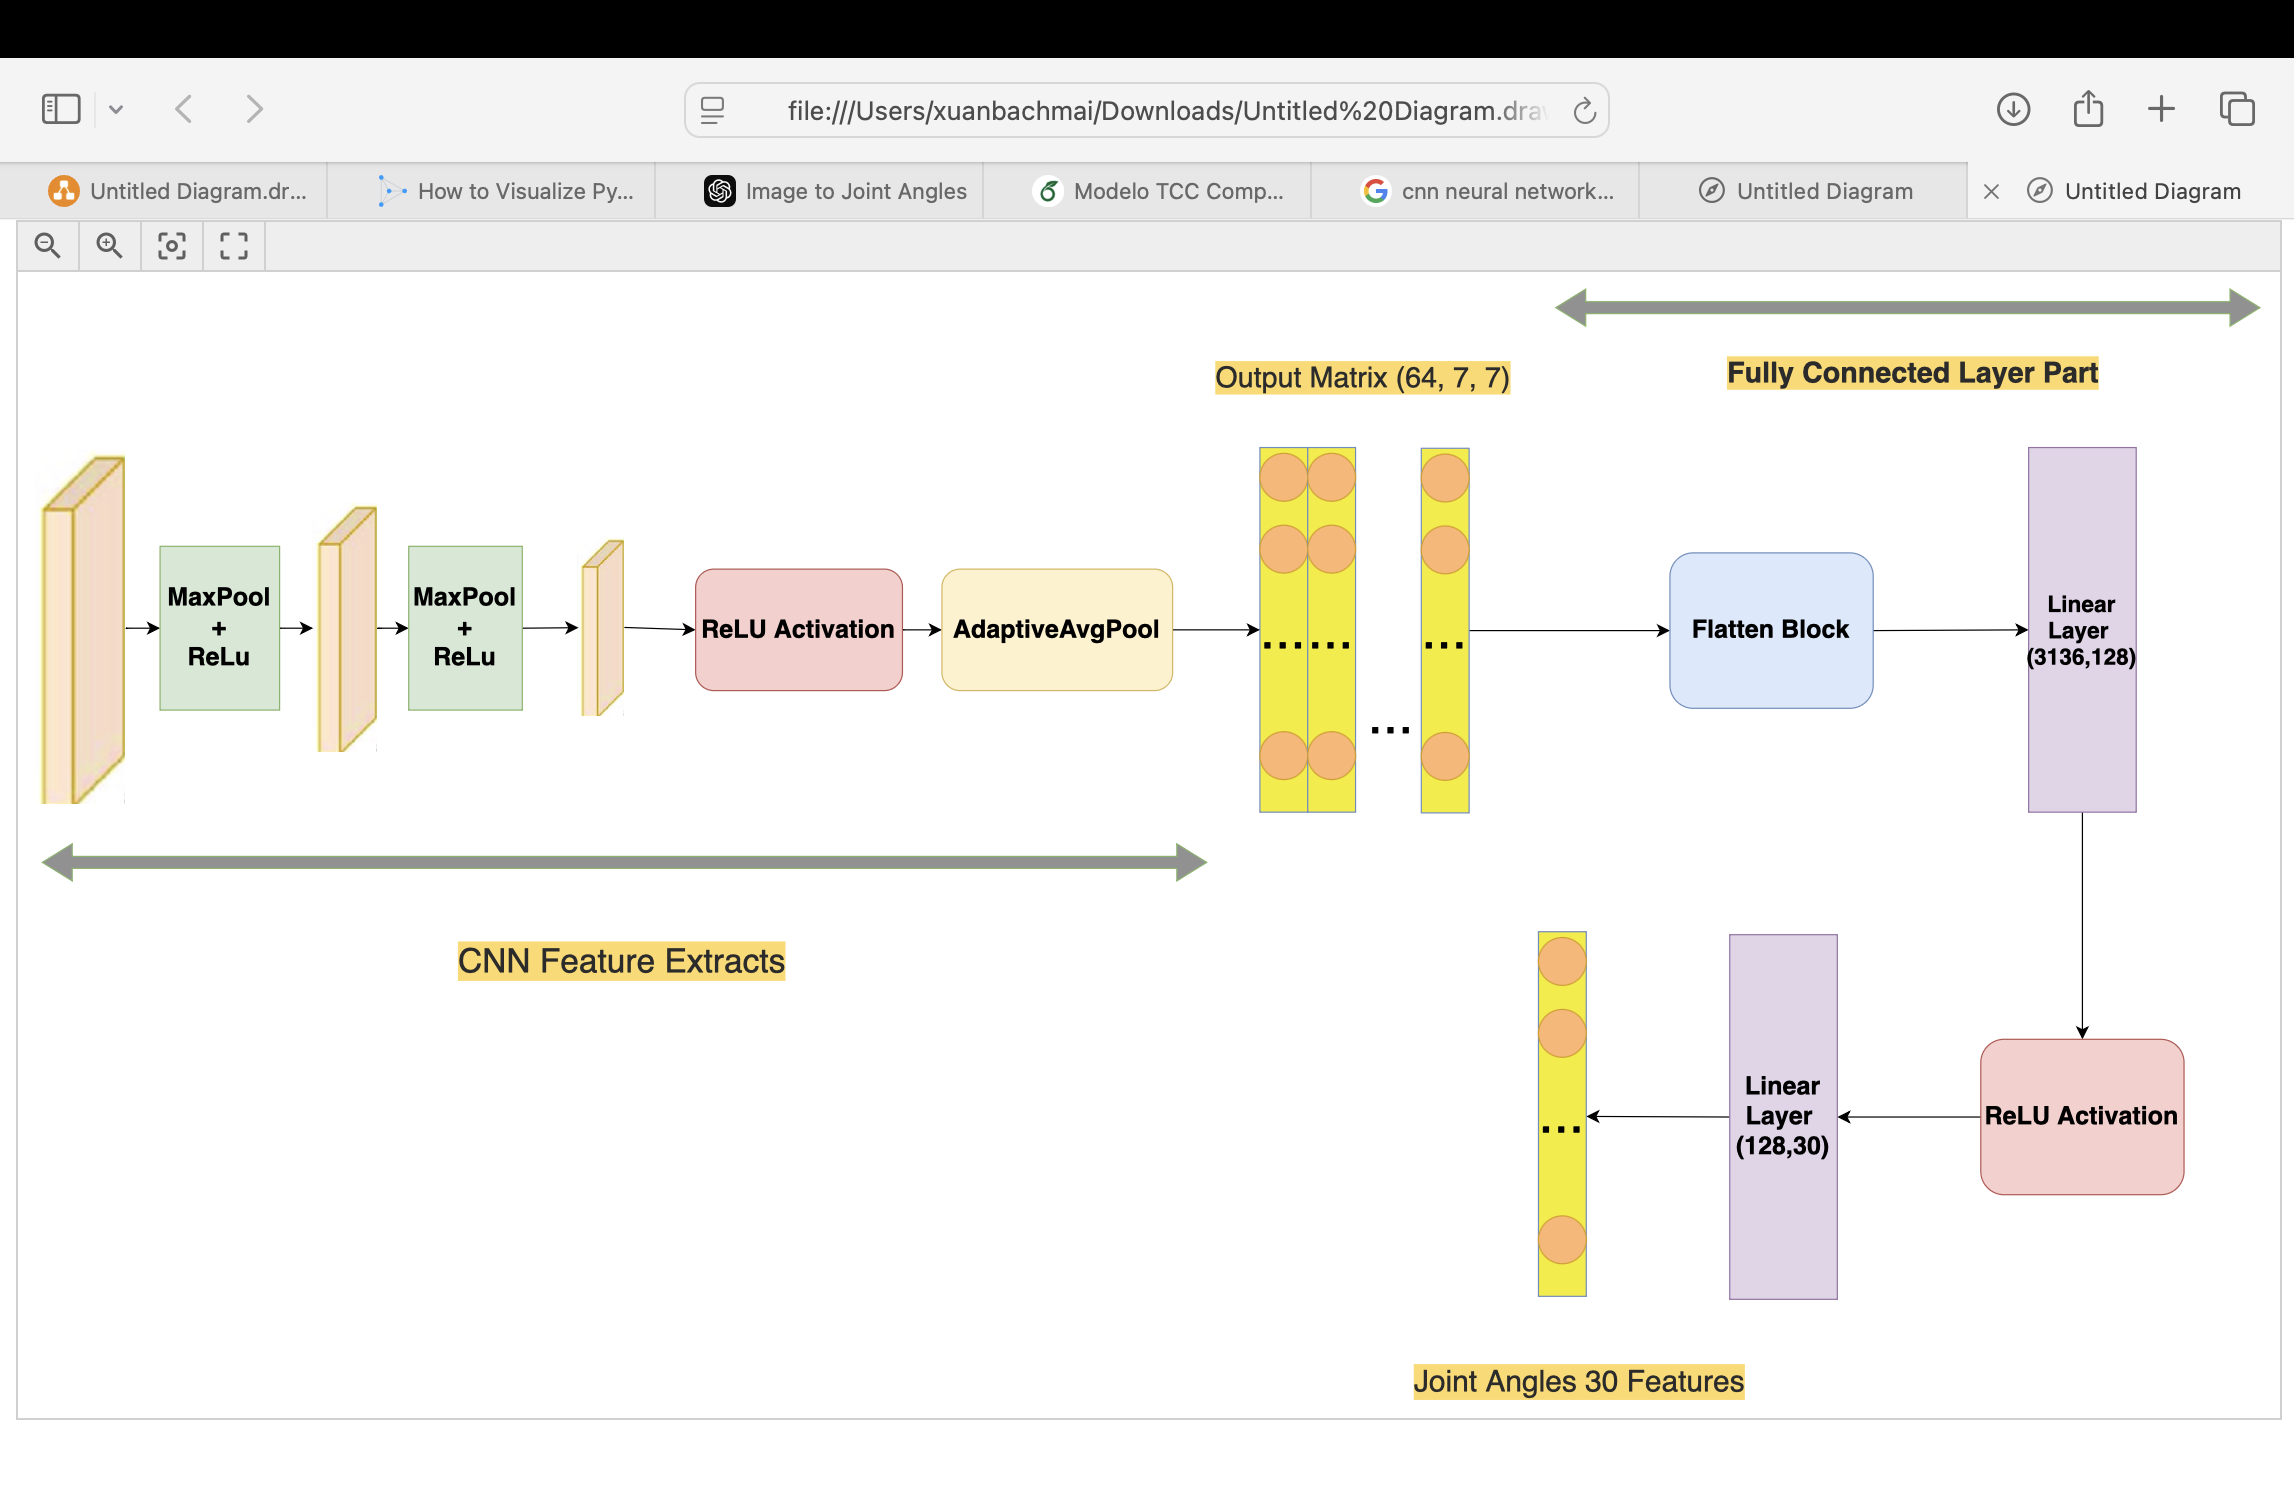 file:///Users/xuanbachmai/Downloads/Untitled%20Diagram.dra
Untitled Diagram.dr...
How to Visualize Py...
Image to Joint Angles
Modelo TCC Comp...
cnn neural network...
Untitled Diagram
Untitled Diagram
Output Matrix (64, 7, 7)
Fully Connected Layer Part
MaxPool
+
ReLu
MaxPool
+
ReLu
ReLU Activation
AdaptiveAvgPool
...
...
...
...
Flatten Block
Linear
Layer
(3136,128)
CNN Feature Extracts
...
Linear
Layer
(128,30)
ReLU Activation
Joint Angles 30 Features